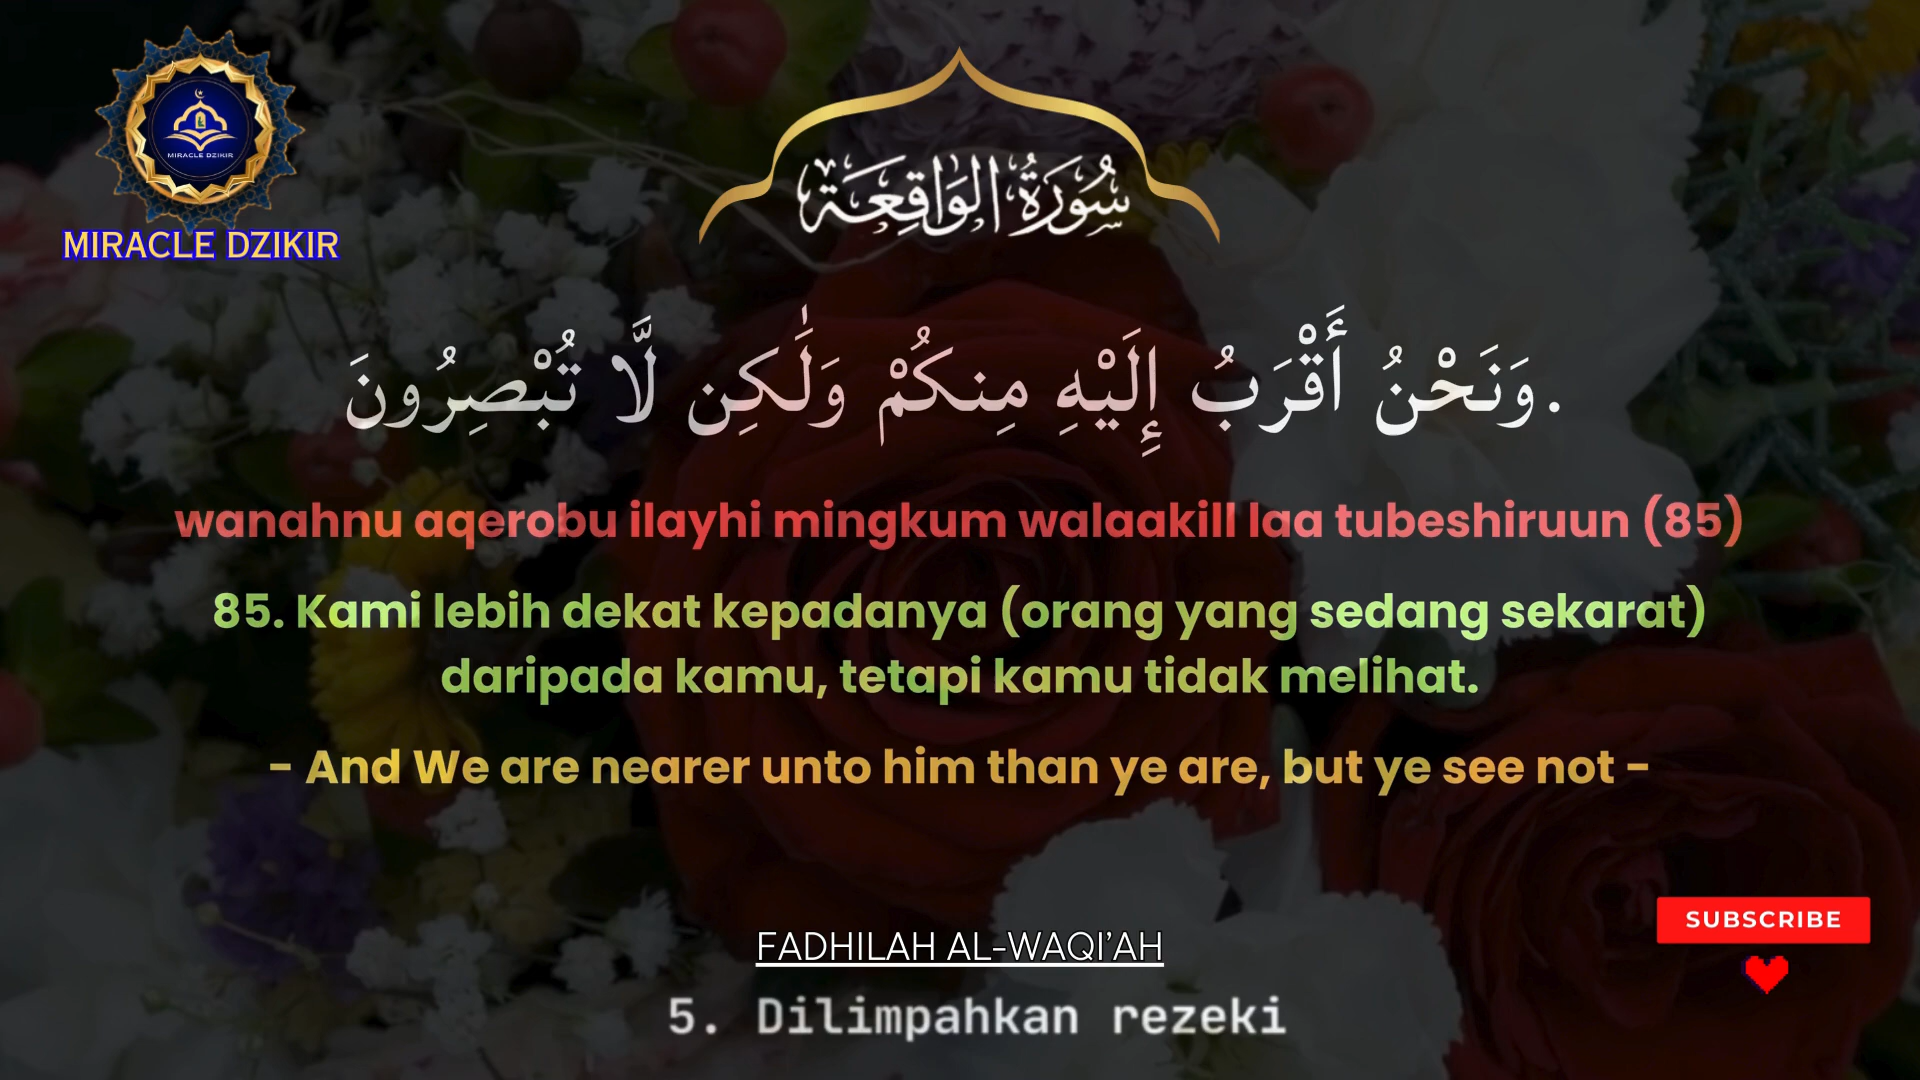 MIRACLE DZIKIR
MIRACLE DZIKIR
سُورَةُ الوَاقِعَة
وَنَحْنُ أَقْرَبُ إِلَيْهِ مِنكُمْ وَلَٰكِن لَّا تُبْصِرُونَ.
wanahnu aqerobu ilayhi mingkum walaakill laa tubeshiruun (85)
85. Kami lebih dekat kepadanya (orang yang sedang sekarat)
daripada kamu, tetapi kamu tidak melihat.
- And We are nearer unto him than ye are, but ye see not -
FADHILAH AL-WAQI'AH
SUBSCRIBE
5. Dilimpahkan rezeki